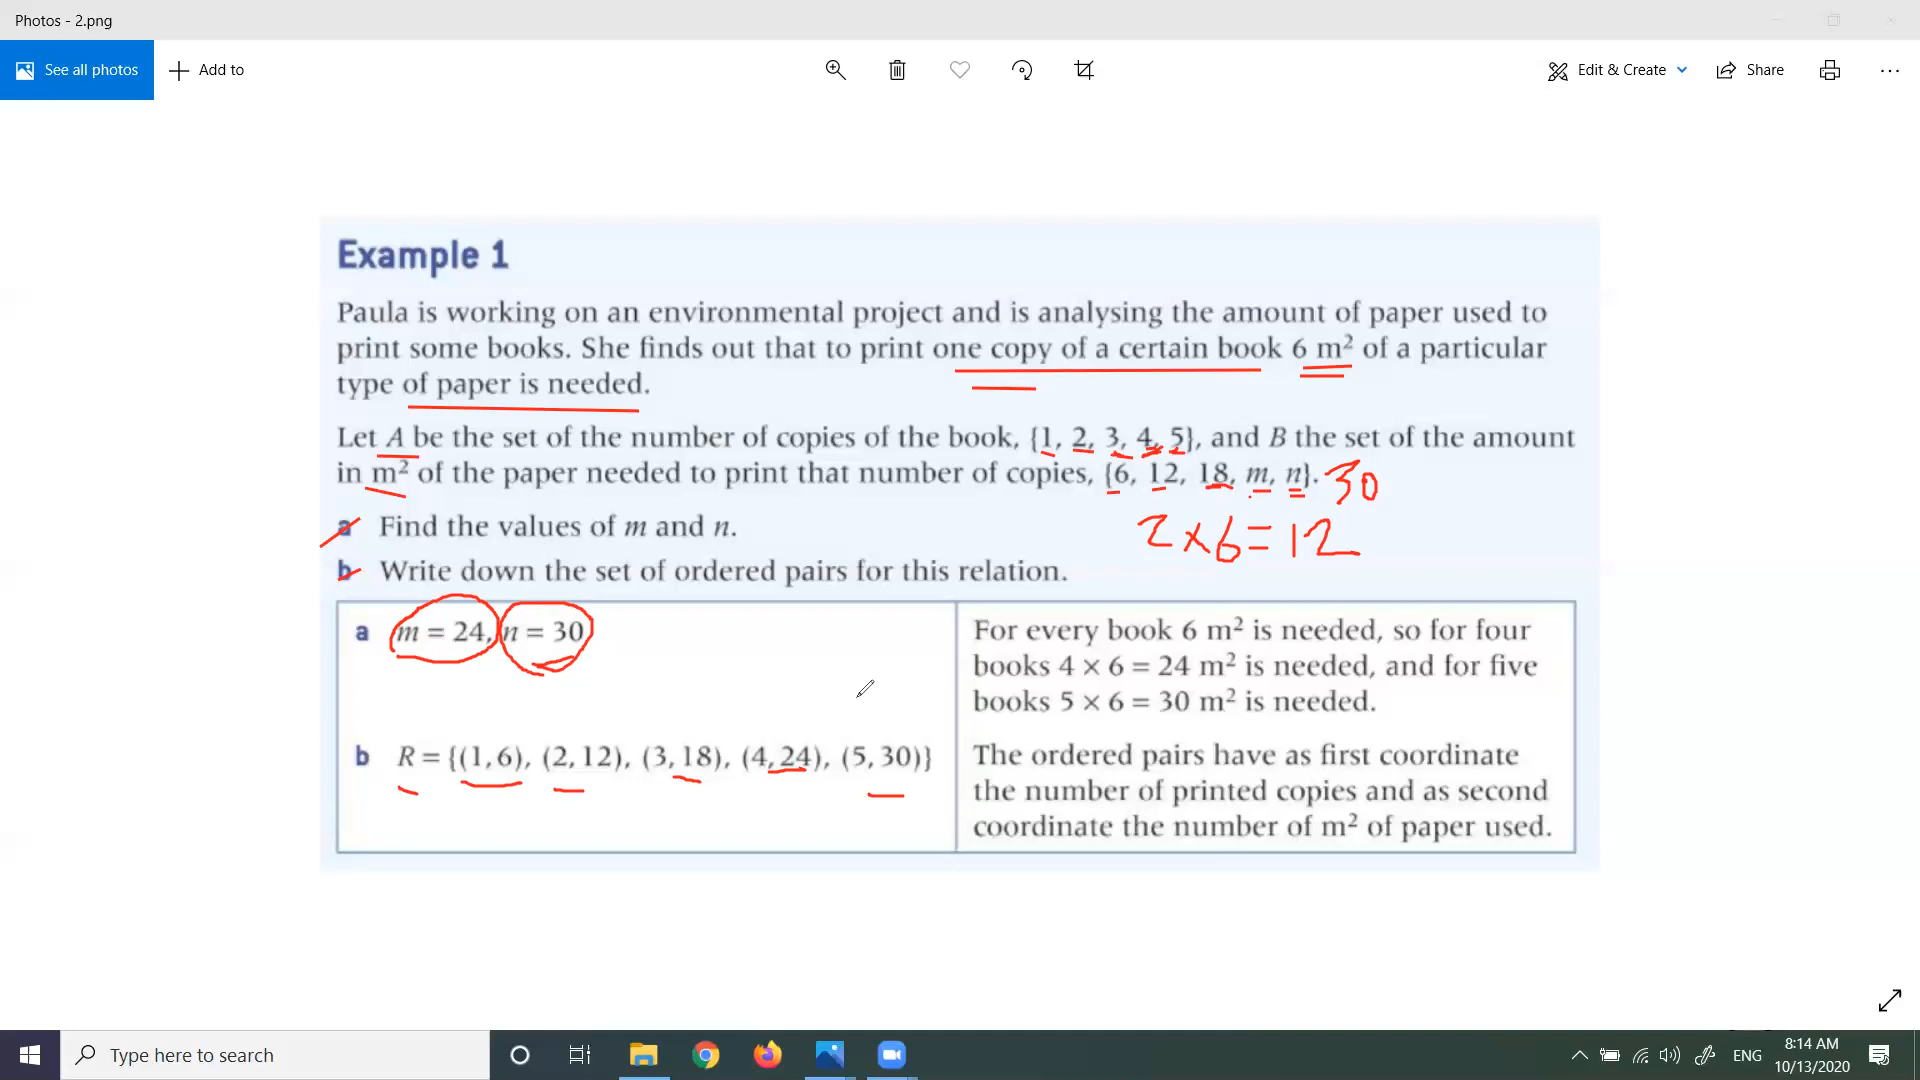 Photos - 2.png
See all photos
Add to
Edit & Create
Share
Example 1
Paula is working on an environmental project and is analysing the amount of paper used to
print some books. She finds out that to print one copy of a certain book 6 m² of a particular
type of paper is needed.
Let A be the set of the number of copies of the book, {1, 2, 3, 4, 5}, and B the set of the amount
in m² of the paper needed to print that number of copies, {6, 12, 18, m, n}. 30
2 × 6 = 12
a Find the values of m and n.
b Write down the set of ordered pairs for this relation.
a m = 24, n = 30
For every book 6 m² is needed, so for four
books 4 × 6 = 24 m² is needed, and for five
books 5 × 6 = 30 m² is needed.
b R = {(1, 6), (2, 12), (3, 18), (4, 24), (5, 30)}
The ordered pairs have as first coordinate
the number of printed copies and as second
coordinate the number of m² of paper used.
Type here to search
ENG
8:14 AM
10/13/2020